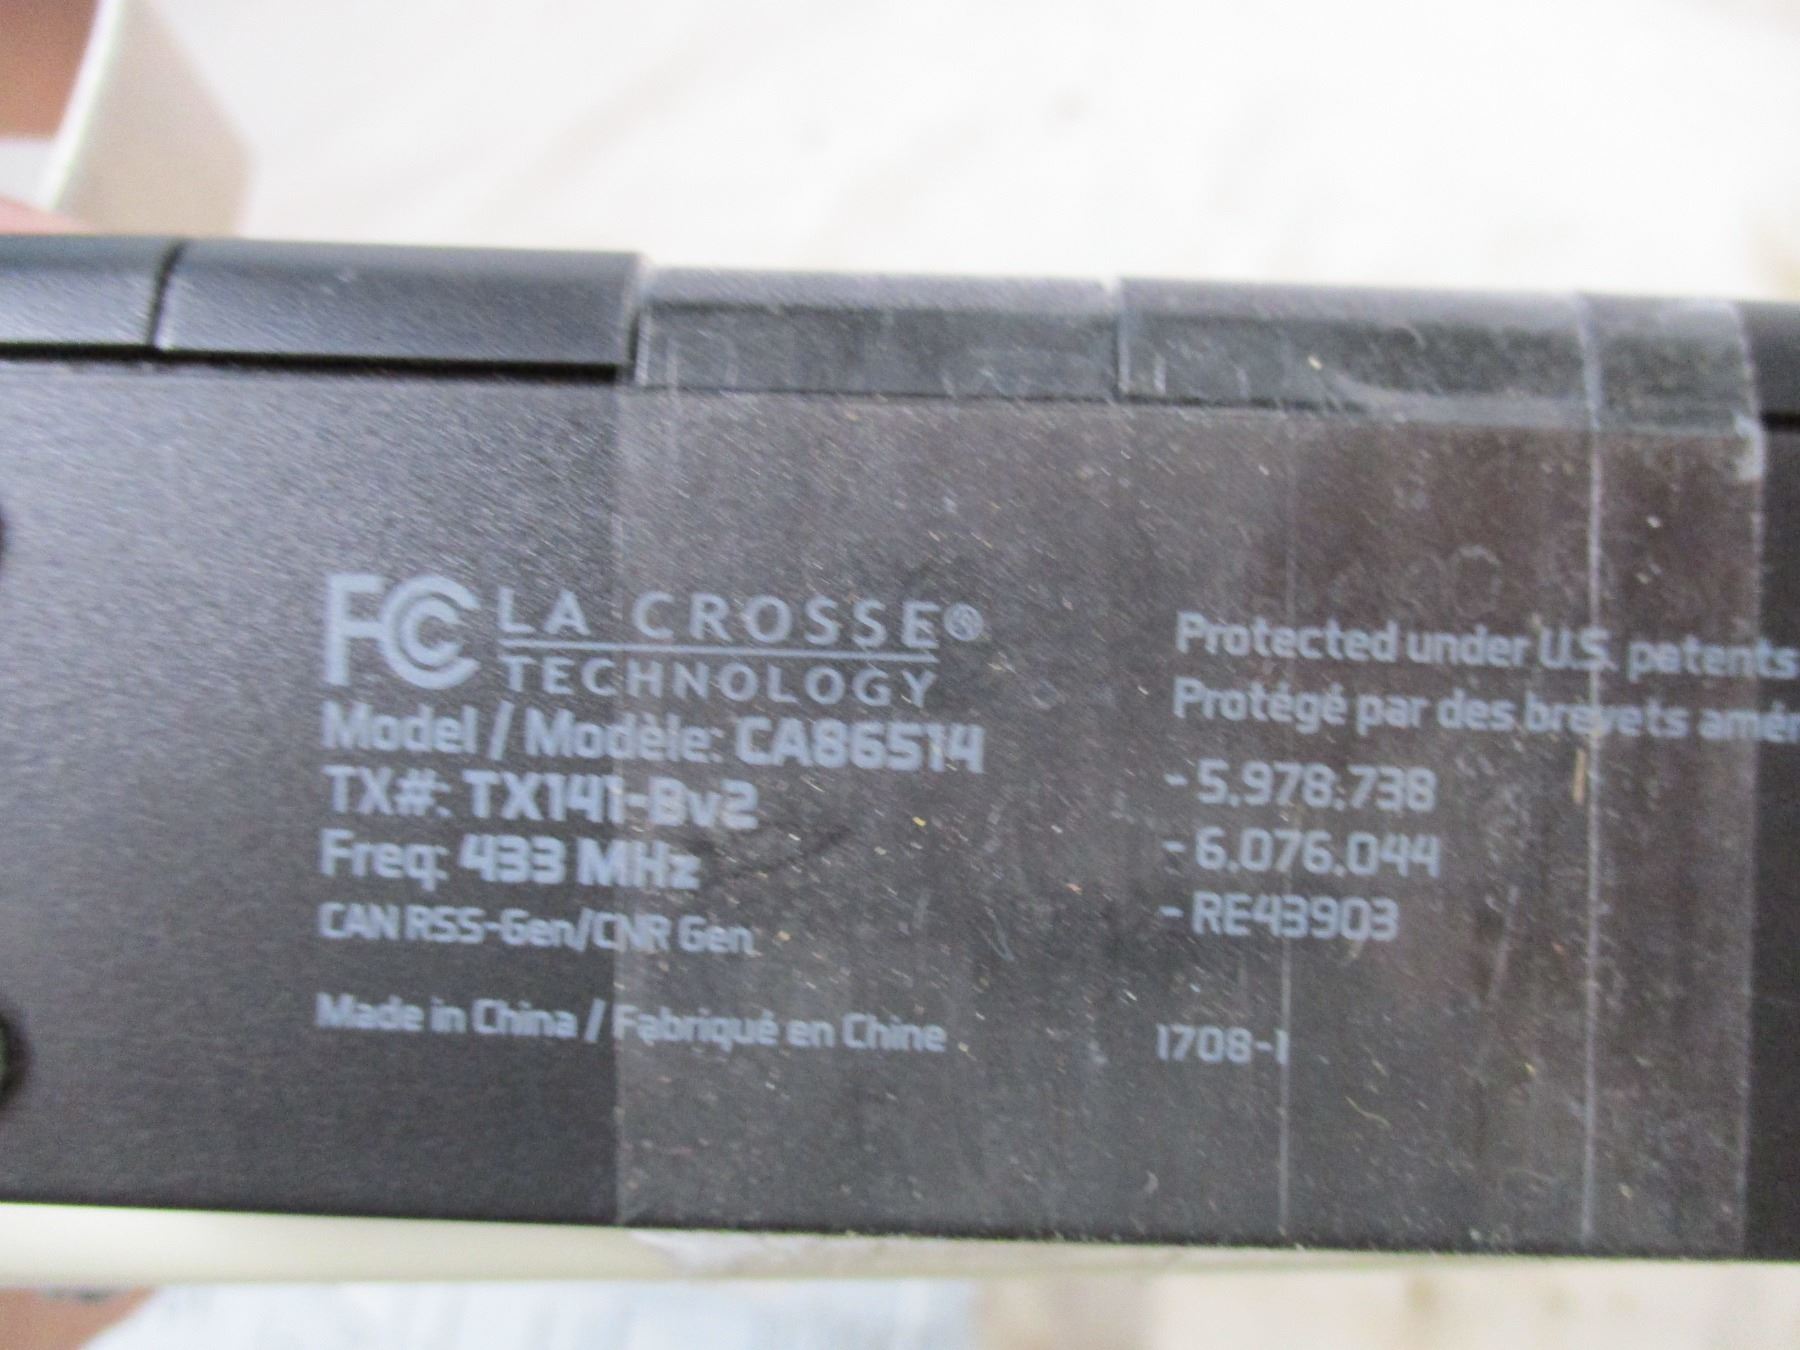 FC LA CROSSE®
TECHNOLOGY
Model / Modèle: CA86514
TX#: TX141-Bv2
Freq: 433 MHz
CAN RSS-Gen/CNR Gen
Made in China / Fabriqué en Chine
Protected under U.S. patents
Protégé par des brevets
- 5,978,738
- 6,076,044
- RE43903
1708-1